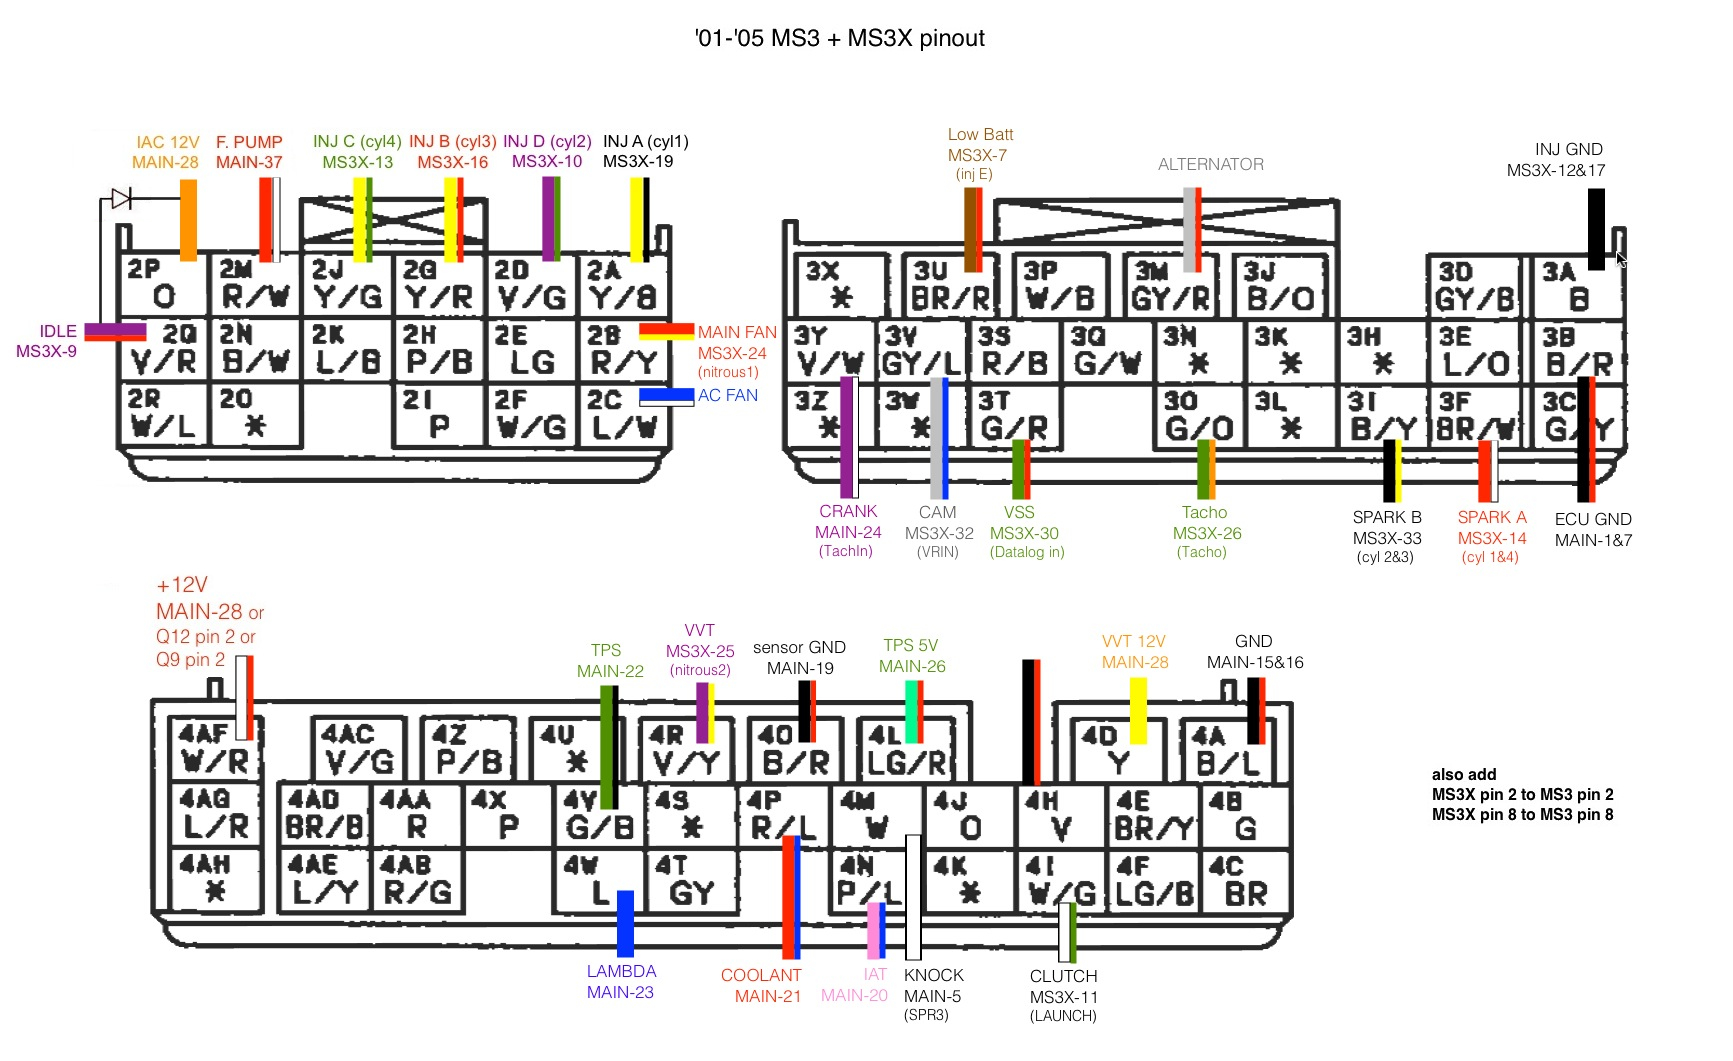 '01-'05 MS3 + MS3X pinout
IAC 12V
MAIN-28
F. PUMP
MAIN-37
INJ C (cyl4)
MS3X-13
INJ B (cyl3)
MS3X-16
INJ D (cyl2)
MS3X-10
INJ A (cyl1)
MS3X-19
2P
O
2M
R/W
2J
Y/G
2G
Y/R
2D
V/G
2A
Y/B
IDLE
MS3X-9
2Q
V/R
2N
B/W
2K
L/B
2H
P/B
2E
LG
2B
R/Y
MAIN FAN
MS3X-24
(nitrous1)
AC FAN
2R
W/L
2O
*
2I
P
2F
W/G
2C
L/W
Low Batt
MS3X-7
(inj E)
ALTERNATOR
INJ GND
MS3X-12&17
3X
*
3U
BR/R
3P
W/B
3M
GY/R
3J
B/O
3D
GY/B
3A
B
3Y
V/W
3V
GY/L
3S
R/B
3Q
G/W
3N
*
3K
*
3H
*
3E
L/O
3B
B/R
3Z
*
3W
*
3T
G/R
3O
G/O
3L
*
3I
B/Y
3F
BR/W
3C
G/Y
CRANK
MAIN-24
(TachIn)
CAM
MS3X-32
(VRIN)
VSS
MS3X-30
(Datalog in)
Tacho
MS3X-26
(Tacho)
SPARK B
MS3X-33
(cyl 2&3)
SPARK A
MS3X-14
(cyl 1&4)
ECU GND
MAIN-1&7
+12V
MAIN-28 or
Q12 pin 2 or
Q9 pin 2
TPS
MAIN-22
VVT
MS3X-25
(nitrous2)
sensor GND
MAIN-19
TPS 5V
MAIN-26
VVT 12V
MAIN-28
GND
MAIN-15&16
4AF
W/R
4AC
V/G
4Z
P/B
4U
*
4R
V/Y
4O
B/R
4L
LG/R
4D
Y
4A
B/L
4AG
L/R
4AD
BR/B
4AA
R
4X
P
4V
G/B
4S
*
4P
R/L
4M
W
4J
O
4H
V
4E
BR/Y
4B
G
4AH
*
4AE
L/Y
4AB
R/G
4W
L
4T
GY
4N
P/L
4K
*
4I
W/G
4F
LG/B
4C
BR
LAMBDA
MAIN-23
COOLANT
MAIN-21
IAT
MAIN-20
KNOCK
MAIN-5
(SPR3)
CLUTCH
MS3X-11
(LAUNCH)
also add
MS3X pin 2 to MS3 pin 2
MS3X pin 8 to MS3 pin 8